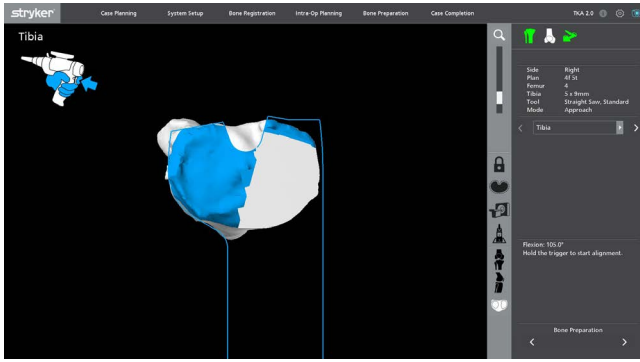 stryker
Case Planning
System Setup
Bone Registration
Intra-Op Planning
Bone Preparation
Case Completion
TKA 2.0
Tibia
Side Right
Plan 4f 5t
Femur 4
Tibia 5 x 9mm
Tool Straight Saw, Standard
Mode Approach
Tibia
Flexion: 105.0°
Hold the trigger to start alignment.
Bone Preparation